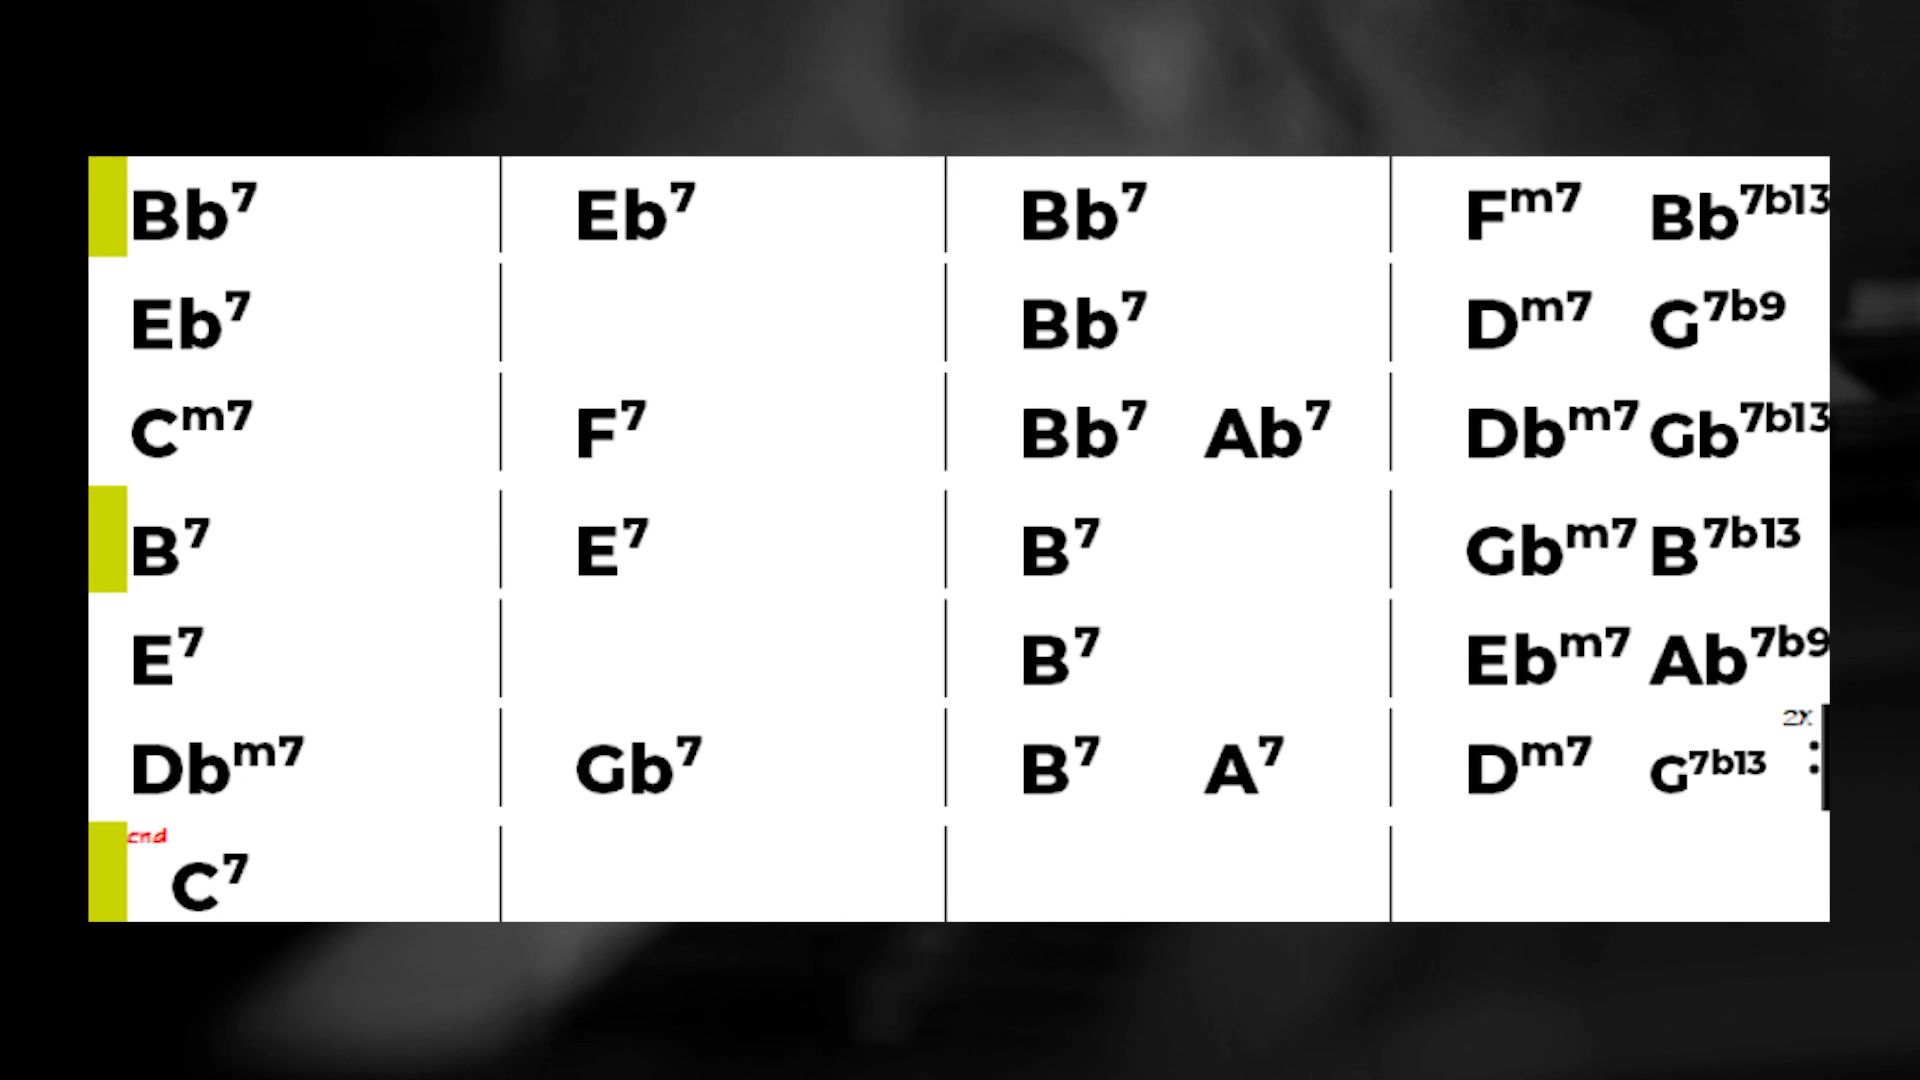 Bb7 Eb7 Bb7 Fm7 Bb7b13
Eb7 Bb7 Dm7 G7b9
Cm7 F7 Bb7 Ab7 Dbm7 Gb7b13
B7 E7 B7 Gbm7 B7b13
E7 B7 Ebm7 Ab7b9
2x
Dbm7 Gb7 B7 A7 Dm7 G7b13 :
end
C7